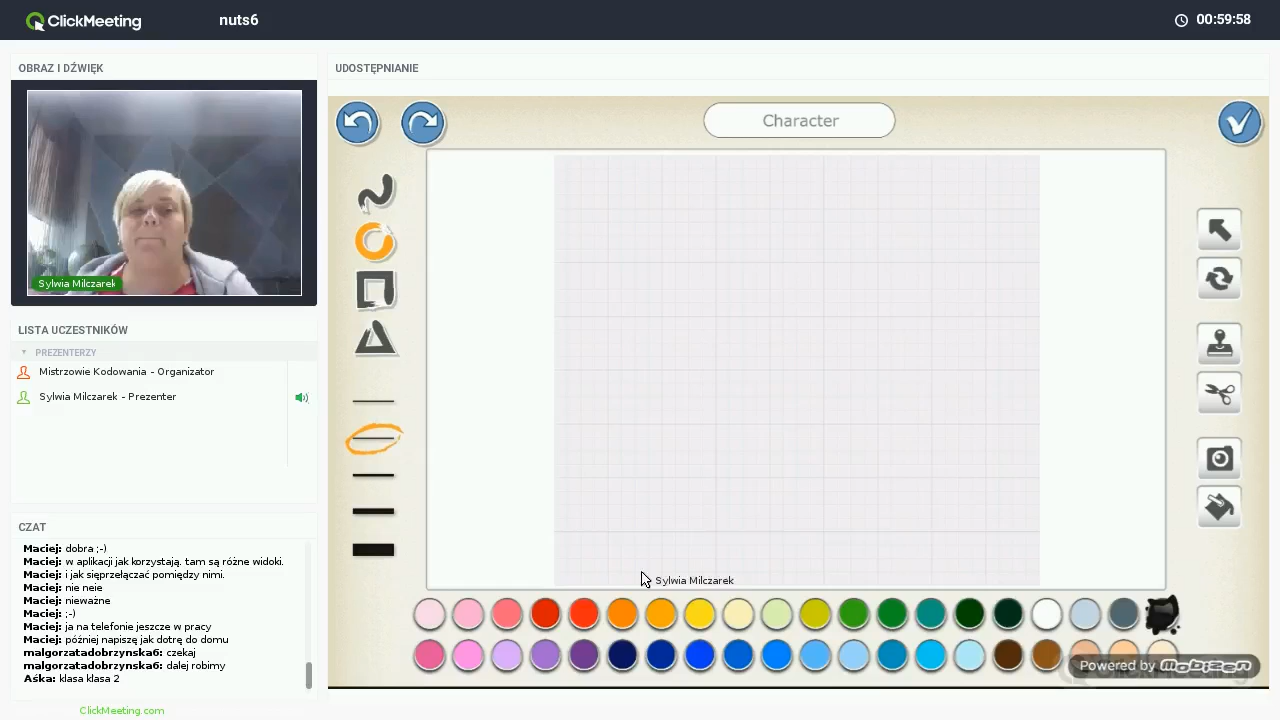 ClickMeeting
nuts6
00:59:58
OBRAZ I DŹWIĘK
UDOSTĘPNIANIE
Character
Sylwia Milczarek
LISTA UCZESTNIKÓW
PREZENTERZY
Mistrzowie Kodowania - Organizator
Sylwia Milczarek - Prezenter
CZAT
Maciej: dobra ;-)
Maciej: w aplikacji jak korzystają. tam są różne widoki.
Maciej: i jak sięprzełączać pomiędzy nimi.
Maciej: nie neie
Maciej: nieważne
Maciej: ;-)
Maciej: ja na telefonie jeszcze w pracy
Maciej: później napiszę jak dotrę do domu
malgorzatadobrzynska6: czekaj
malgorzatadobrzynska6: dalej robimy
Aśka: klasa klasa 2
Sylwia Milczarek
Powered by Mobizen
ClickMeeting
ClickMeeting.com